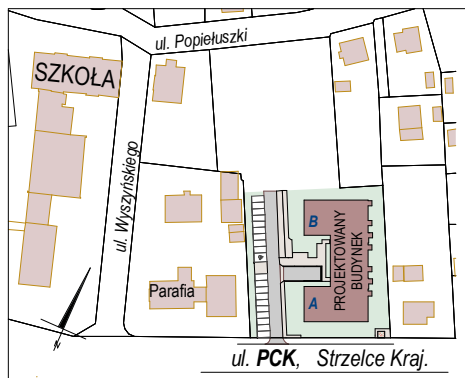 ul. Popiełuszki
SZKOŁA
ul. Wyszyńskiego
B
PROJEKTOWANY
BUDYNEK
A
Parafia
N
ul. PCK, Strzelce Kraj.